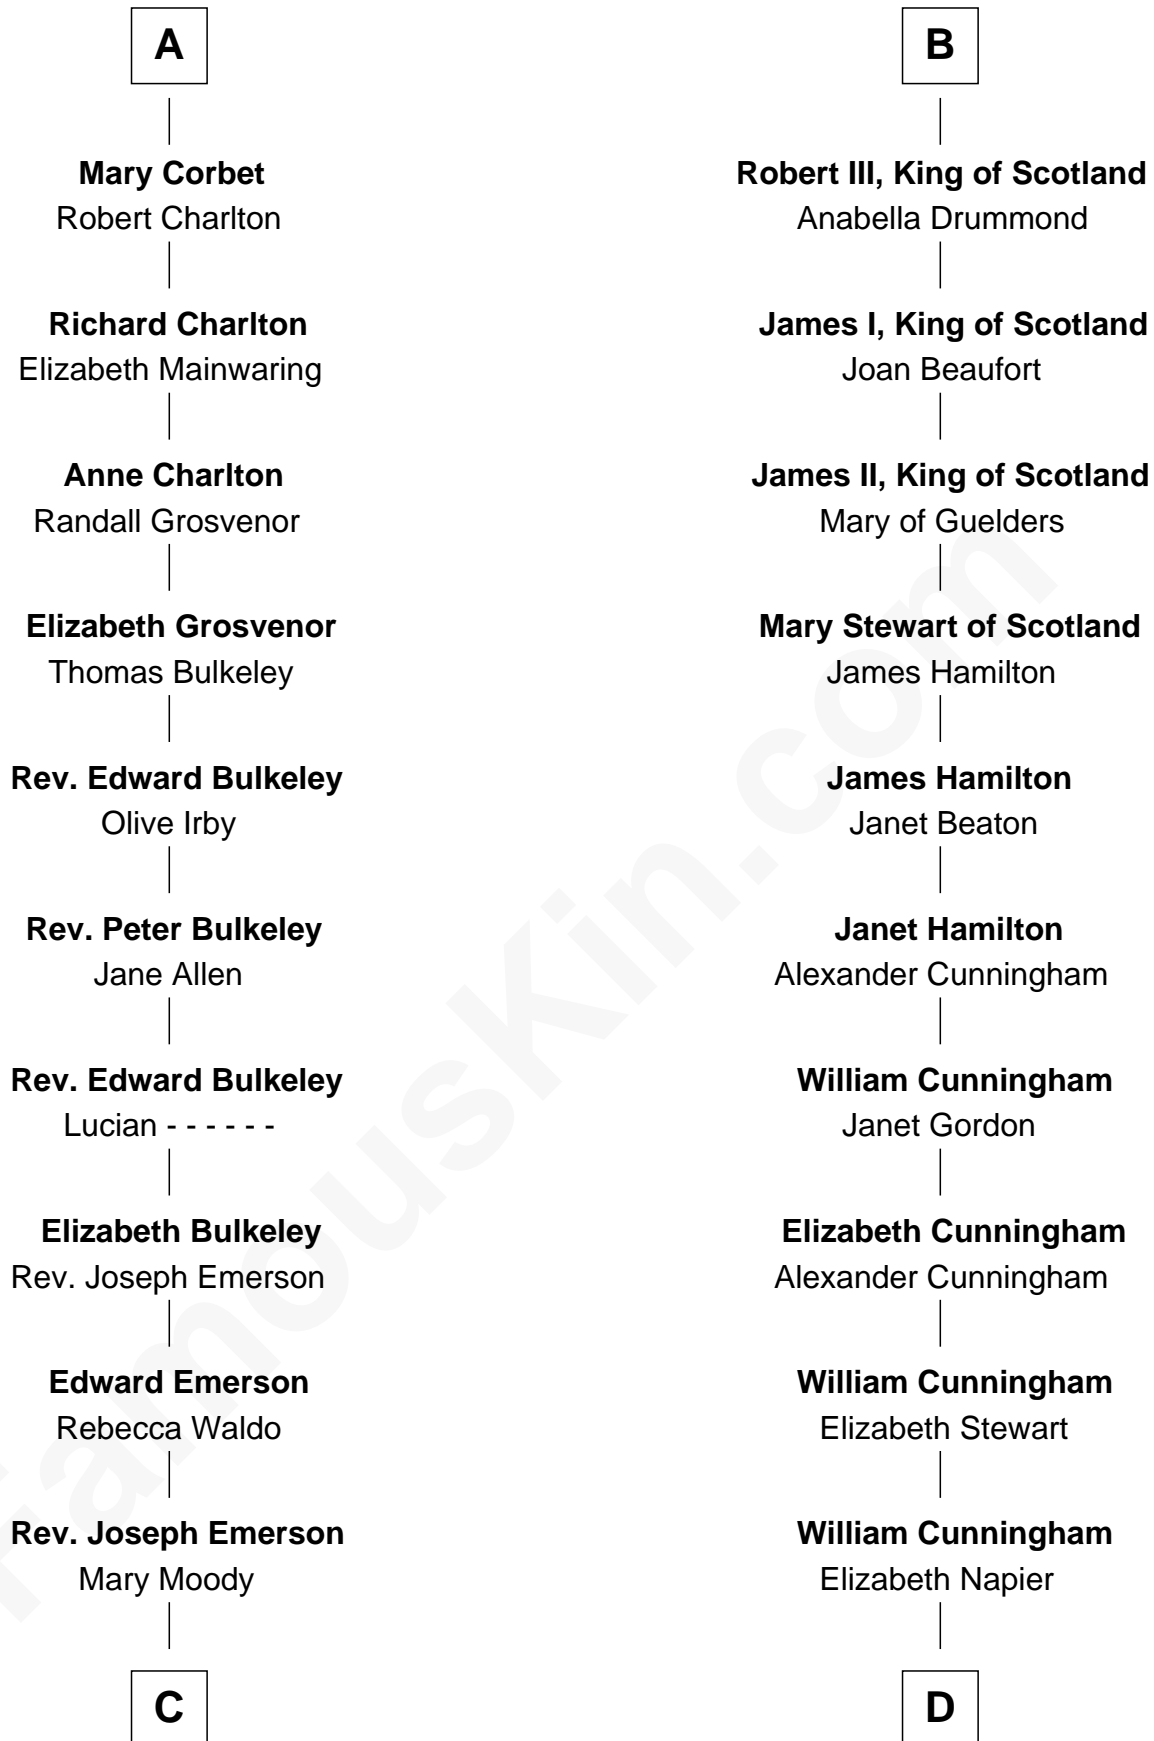 A
Mary Corbet
Robert Charlton
Richard Charlton
Elizabeth Mainwaring
Anne Charlton
Randall Grosvenor
Elizabeth Grosvenor
Thomas Bulkeley
Rev. Edward Bulkeley
Olive Irby
Rev. Peter Bulkeley
Jane Allen
Rev. Edward Bulkeley
Lucian - - - - - -
Elizabeth Bulkeley
Rev. Joseph Emerson
Edward Emerson
Rebecca Waldo
Rev. Joseph Emerson
Mary Moody
C
B
Robert III, King of Scotland
Anabella Drummond
James I, King of Scotland
Joan Beaufort
James II, King of Scotland
Mary of Guelders
Mary Stewart of Scotland
James Hamilton
James Hamilton
Janet Beaton
Janet Hamilton
Alexander Cunningham
William Cunningham
Janet Gordon
Elizabeth Cunningham
Alexander Cunningham
William Cunningham
Elizabeth Stewart
William Cunningham
Elizabeth Napier
D
FamousKin.com